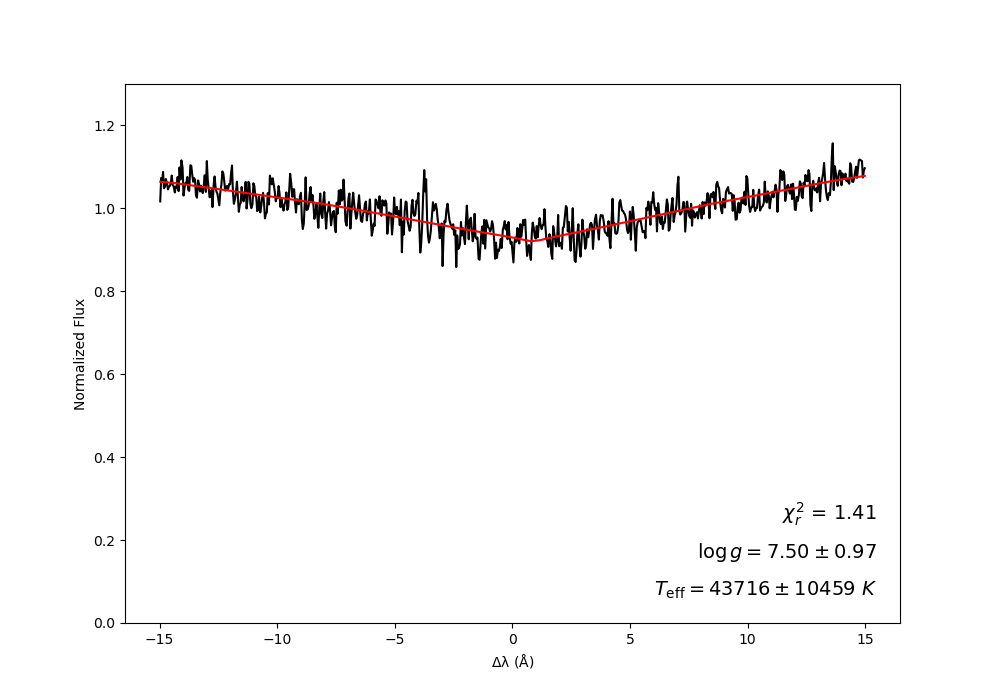 1.2
1.0
0.8
0.6
0.4
0.2
0.0
Normalized Flux
χ²ᵣ = 1.41
log g = 7.50 ± 0.97
T_eff = 43716 ± 10459 K
−15 −10 −5 0 5 10 15
Δλ (Å)